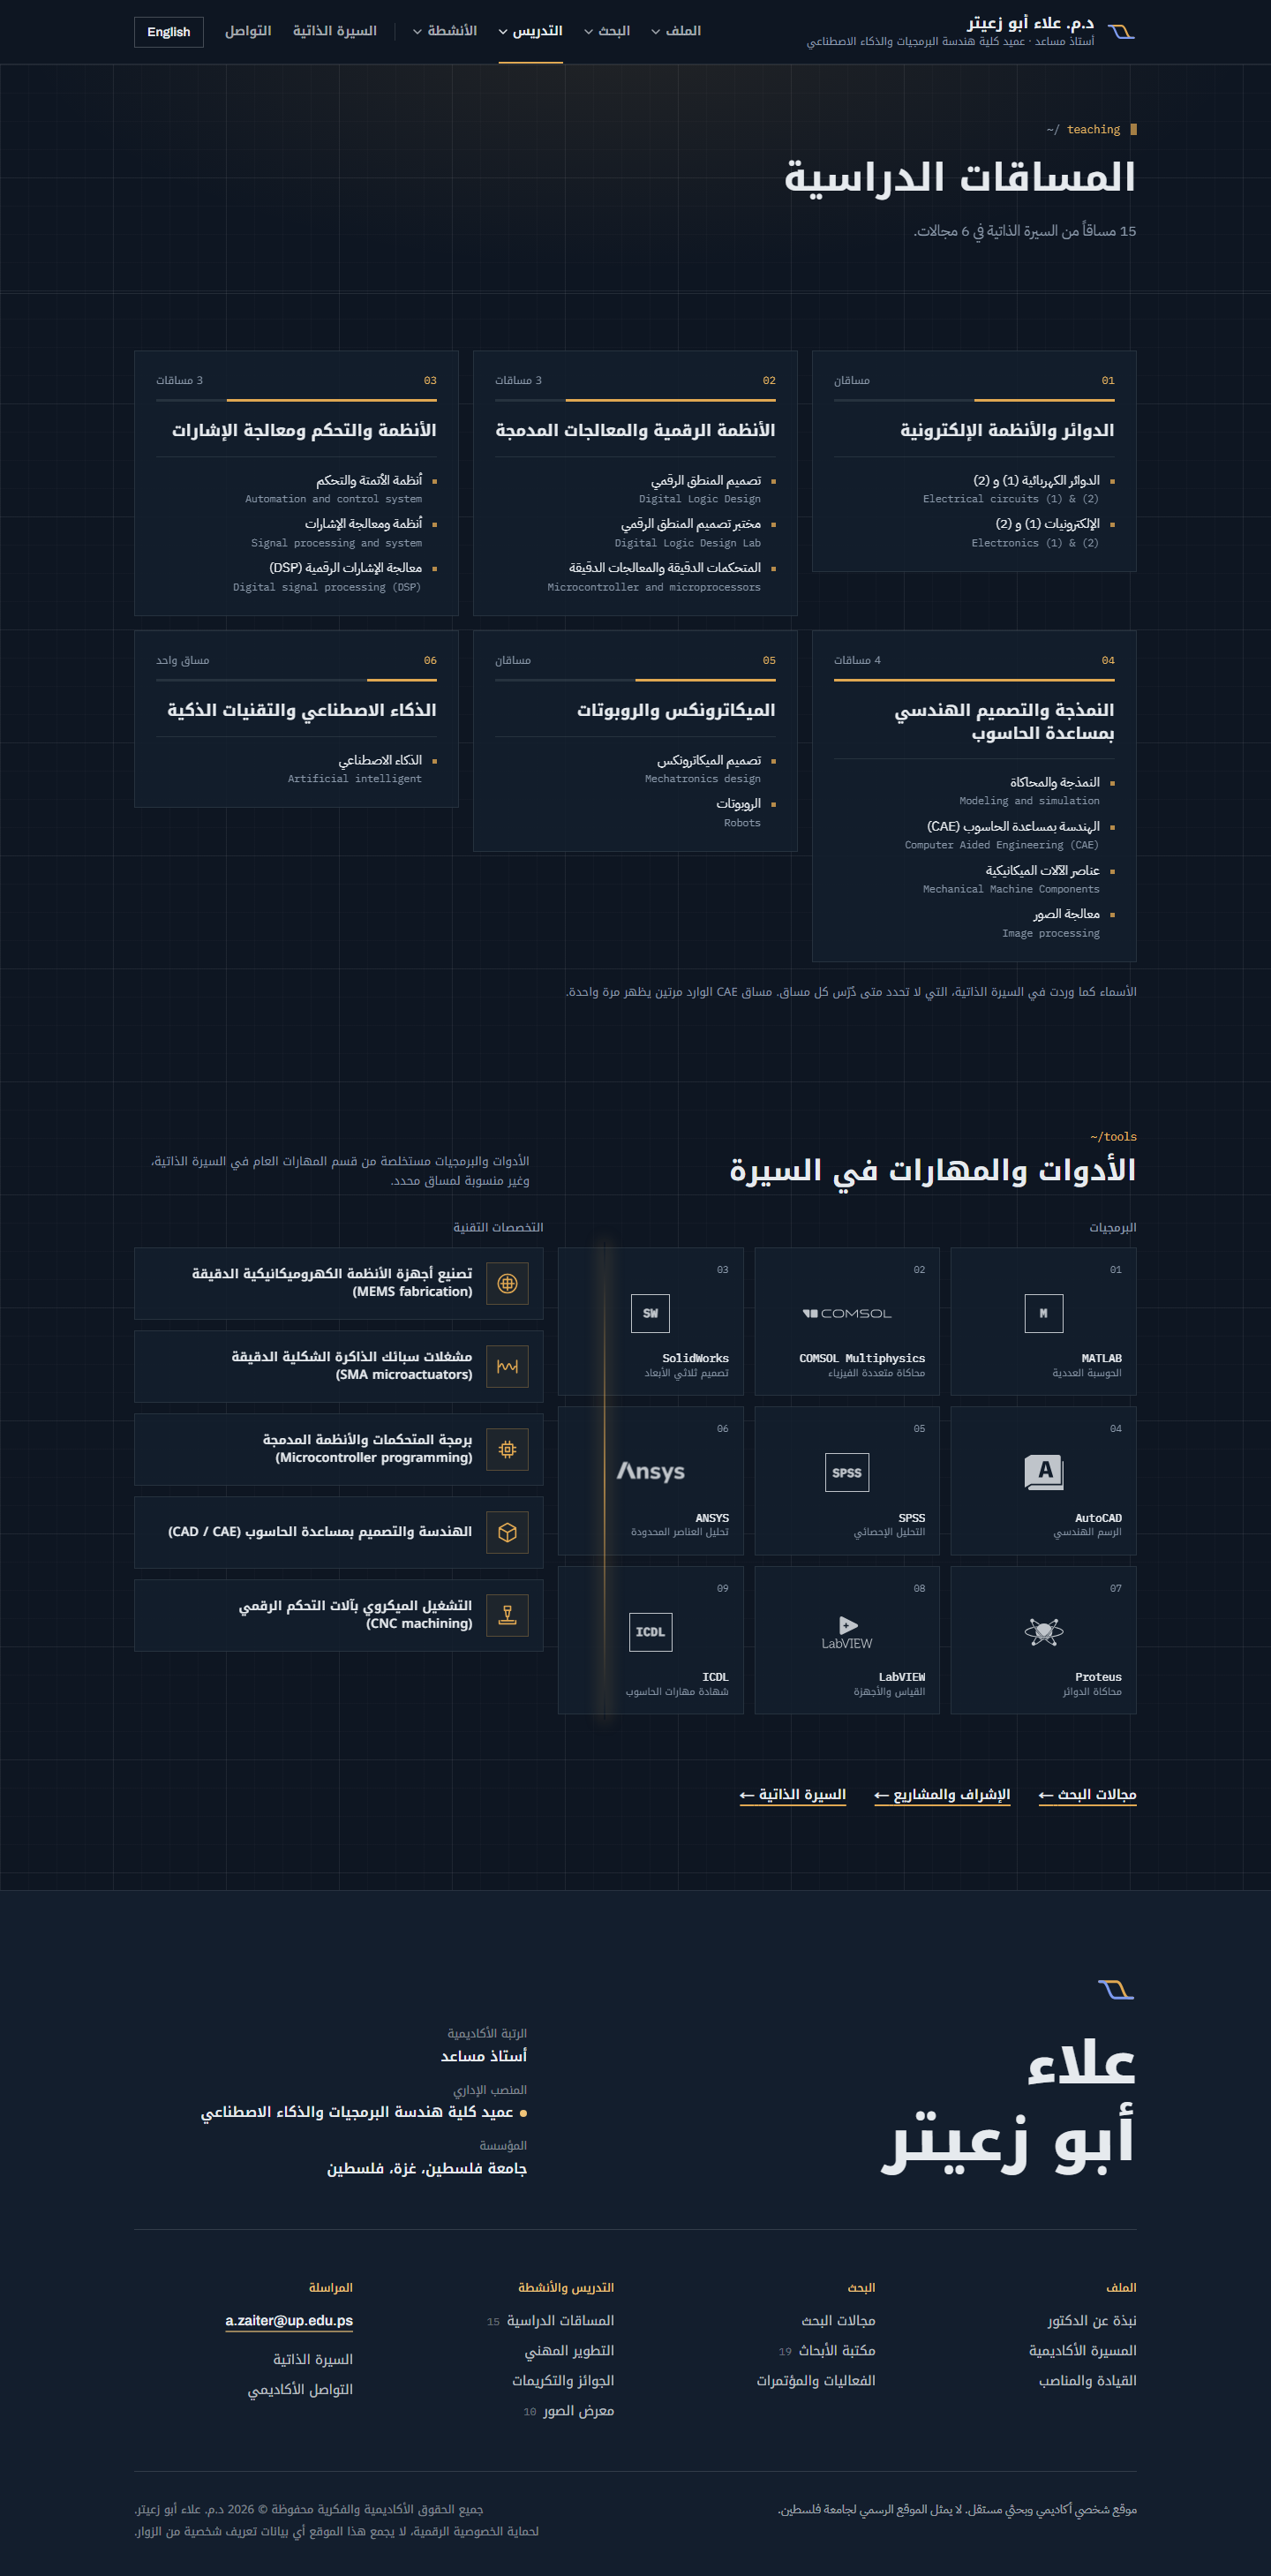 د.م. علاء أبو زعيتر
أستاذ مساعد · عميد كلية هندسة البرمجيات والذكاء الاصطناعي
الملف
البحث
التدريس
الأنشطة
السيرة الذاتية
التواصل
English
~/ teaching
المساقات الدراسية
15 مساقاً من السيرة الذاتية في 6 مجالات.
01
مساقان
الدوائر والأنظمة الإلكترونية
الدوائر الكهربائية (1) و (2)
Electrical circuits (1) & (2)
الإلكترونيات (1) و (2)
Electronics (1) & (2)
02
3 مساقات
الأنظمة الرقمية والمعالجات المدمجة
تصميم المنطق الرقمي
Digital Logic Design
مختبر تصميم المنطق الرقمي
Digital Logic Design Lab
المتحكمات الدقيقة والمعالجات الدقيقة
Microcontroller and microprocessors
03
3 مساقات
الأنظمة والتحكم ومعالجة الإشارات
أنظمة الأتمتة والتحكم
Automation and control system
أنظمة ومعالجة الإشارات
Signal processing and system
معالجة الإشارات الرقمية (DSP)
Digital signal processing (DSP)
04
4 مساقات
النمذجة والتصميم الهندسي
بمساعدة الحاسوب
النمذجة والمحاكاة
Modeling and simulation
الهندسة بمساعدة الحاسوب (CAE)
Computer Aided Engineering (CAE)
عناصر الآلات الميكانيكية
Mechanical Machine Components
معالجة الصور
Image processing
05
مساقان
الميكاترونكس والروبوتات
تصميم الميكاترونكس
Mechatronics design
الروبوتات
Robots
06
مساق واحد
الذكاء الاصطناعي والتقنيات الذكية
الذكاء الاصطناعي
Artificial intelligent
الأسماء كما وردت في السيرة الذاتية، التي لا تحدد متى دُرّس كل مساق. مساق CAE الوارد مرتين يظهر مرة واحدة.
~/tools
الأدوات والمهارات في السيرة
الأدوات والبرمجيات مستخلصة من قسم المهارات العام في السيرة الذاتية،
وغير منسوبة لمساق محدد.
البرمجيات
01
M
MATLAB
الحوسبة العددية
02
COMSOL
COMSOL Multiphysics
محاكاة متعددة الفيزياء
03
SW
SolidWorks
تصميم ثلاثي الأبعاد
04
A
AutoCAD
الرسم الهندسي
05
SPSS
SPSS
التحليل الإحصائي
06
Ansys
ANSYS
تحليل العناصر المحدودة
07
Proteus
محاكاة الدوائر
08
LabVIEW
LabVIEW
القياس والأجهزة
09
ICDL
ICDL
شهادة مهارات الحاسوب
التخصصات التقنية
تصنيع أجهزة الأنظمة الكهروميكانيكية الدقيقة
(MEMS fabrication)
مشغلات سبائك الذاكرة الشكلية الدقيقة
(SMA microactuators)
برمجة المتحكمات والأنظمة المدمجة
(Microcontroller programming)
الهندسة والتصميم بمساعدة الحاسوب (CAD / CAE)
التشغيل الميكروي بآلات التحكم الرقمي
(CNC machining)
مجالات البحث ←
الإشراف والمشاريع ←
السيرة الذاتية ←
علاء
أبو زعيتر
الرتبة الأكاديمية
أستاذ مساعد
المنصب الإداري
عميد كلية هندسة البرمجيات والذكاء الاصطناعي
المؤسسة
جامعة فلسطين، غزة، فلسطين
الملف
نبذة عن الدكتور
المسيرة الأكاديمية
القيادة والمناصب
البحث
مجالات البحث
مكتبة الأبحاث 19
الفعاليات والمؤتمرات
التدريس والأنشطة
المساقات الدراسية 15
التطوير المهني
الجوائز والتكريمات
معرض الصور 10
المراسلة
a.zaiter@up.edu.ps
السيرة الذاتية
التواصل الأكاديمي
موقع شخصي أكاديمي وبحثي مستقل. لا يمثل الموقع الرسمي لجامعة فلسطين.
جميع الحقوق الأكاديمية والفكرية محفوظة © 2026 د.م. علاء أبو زعيتر.
لحماية الخصوصية الرقمية، لا يجمع هذا الموقع أي بيانات تعريف شخصية من الزوار.